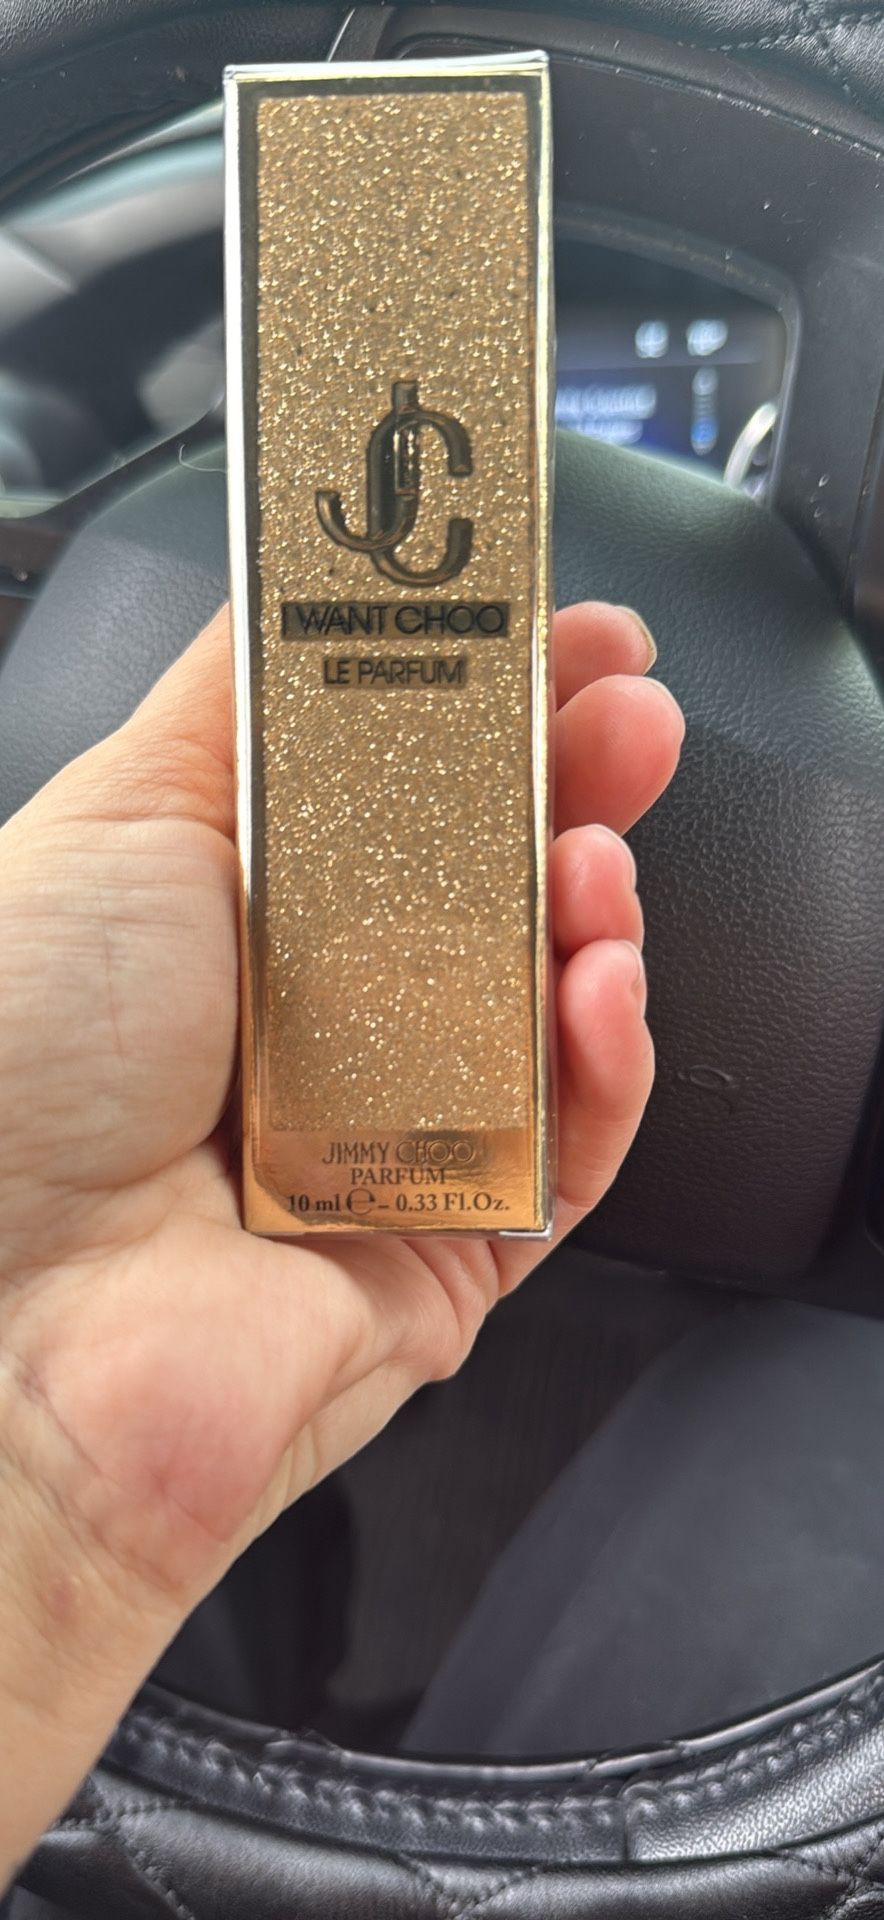 JC
I WANT CHOO
LE PARFUM
JIMMY CHOO
PARFUM
10 ml ℮ - 0.33 Fl.Oz.